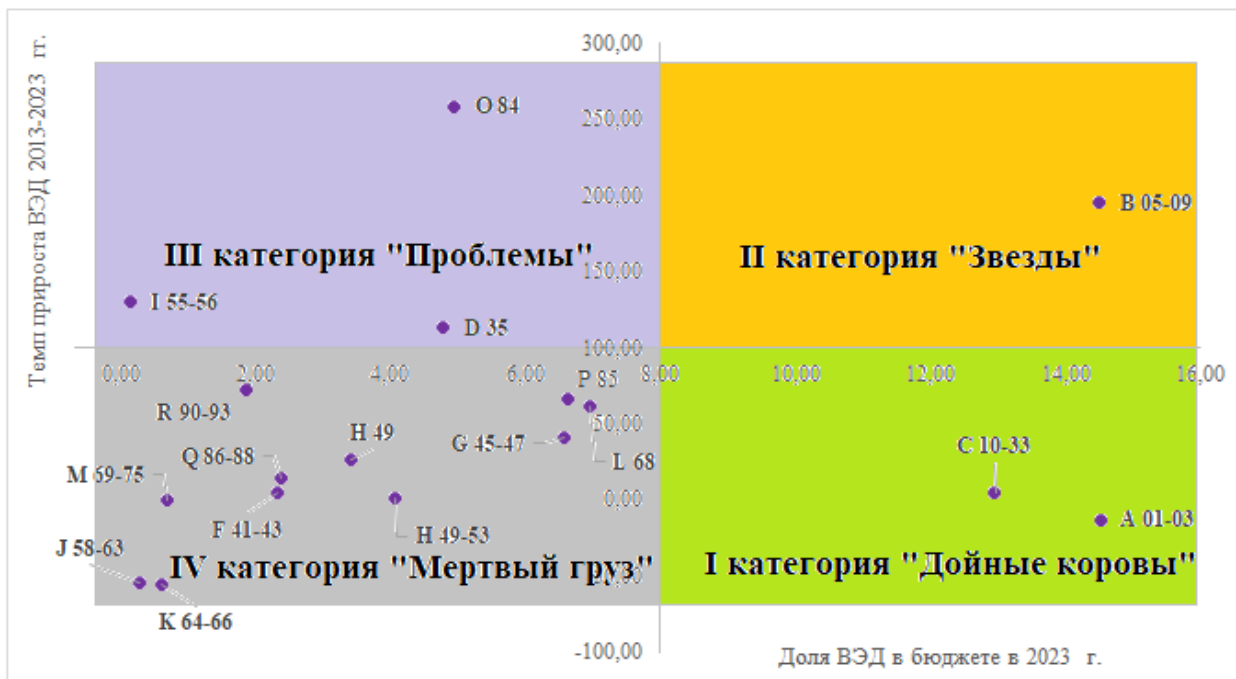 Темп прироста ВЭД 2013-2023 гг.
300,00
O 84
250,00
200,00
B 05-09
III категория "Проблемы"
II категория "Звезды"
150,00
I 55-56
D 35
100,00
0,00 2,00 4,00 6,00 8,00 10,00 12,00 14,00 16,00
P 85
R 90-93
50,00
H 49
G 45-47
C 10-33
Q 86-88
L 68
M 69-75
0,00
F 41-43
H 49-53
A 01-03
J 58-63
IV категория "Мертвый груз"
I категория "Дойные коровы"
K 64-66
-100,00
Доля ВЭД в бюджете в 2023 г.